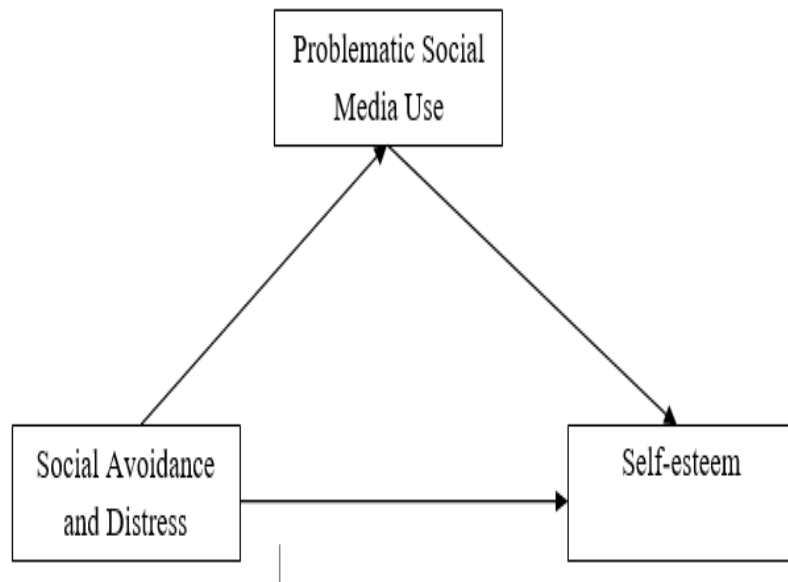 Problematic Social
Media Use
Social Avoidance
and Distress
Self-esteem